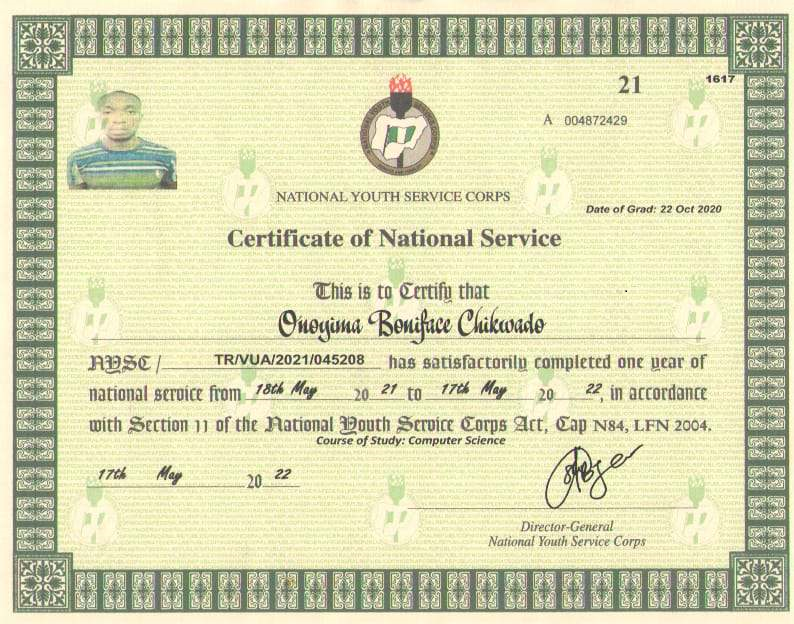 21
1617
A 004872429
NATIONAL YOUTH SERVICE CORPS
Date of Grad: 22 Oct 2020
Certificate of National Service
This is to Certify that
Onoyima Boniface Chikwado
NYSC / TR/VUA/2021/045208 has satisfactorily completed one year of
national service from 18th May 20 21 to 17th May 20 22, in accordance
with Section 11 of the National Youth Service Corps Act, Cap N84, LFN 2004.
Course of Study: Computer Science
17th May 20 22
Director-General
National Youth Service Corps